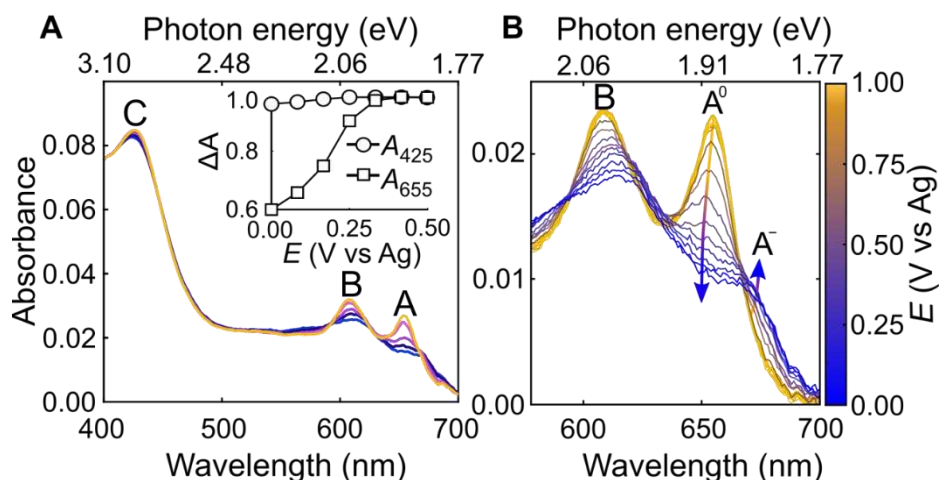 A
Photon energy (eV)
3.10 2.48 2.06 1.77
C
1.0
0.8
0.6
ΔA
A425
A655
0.00 0.25 0.50
E (V vs Ag)
B
A
0.08
0.06
0.04
0.02
0.00
Absorbance
400 500 600 700
Wavelength (nm)
B
Photon energy (eV)
2.06 1.91 1.77
B
A⁰
A⁻
0.02
0.01
0.00
600 650 700
Wavelength (nm)
1.00
0.75
0.50
0.25
0.00
E (V vs Ag)